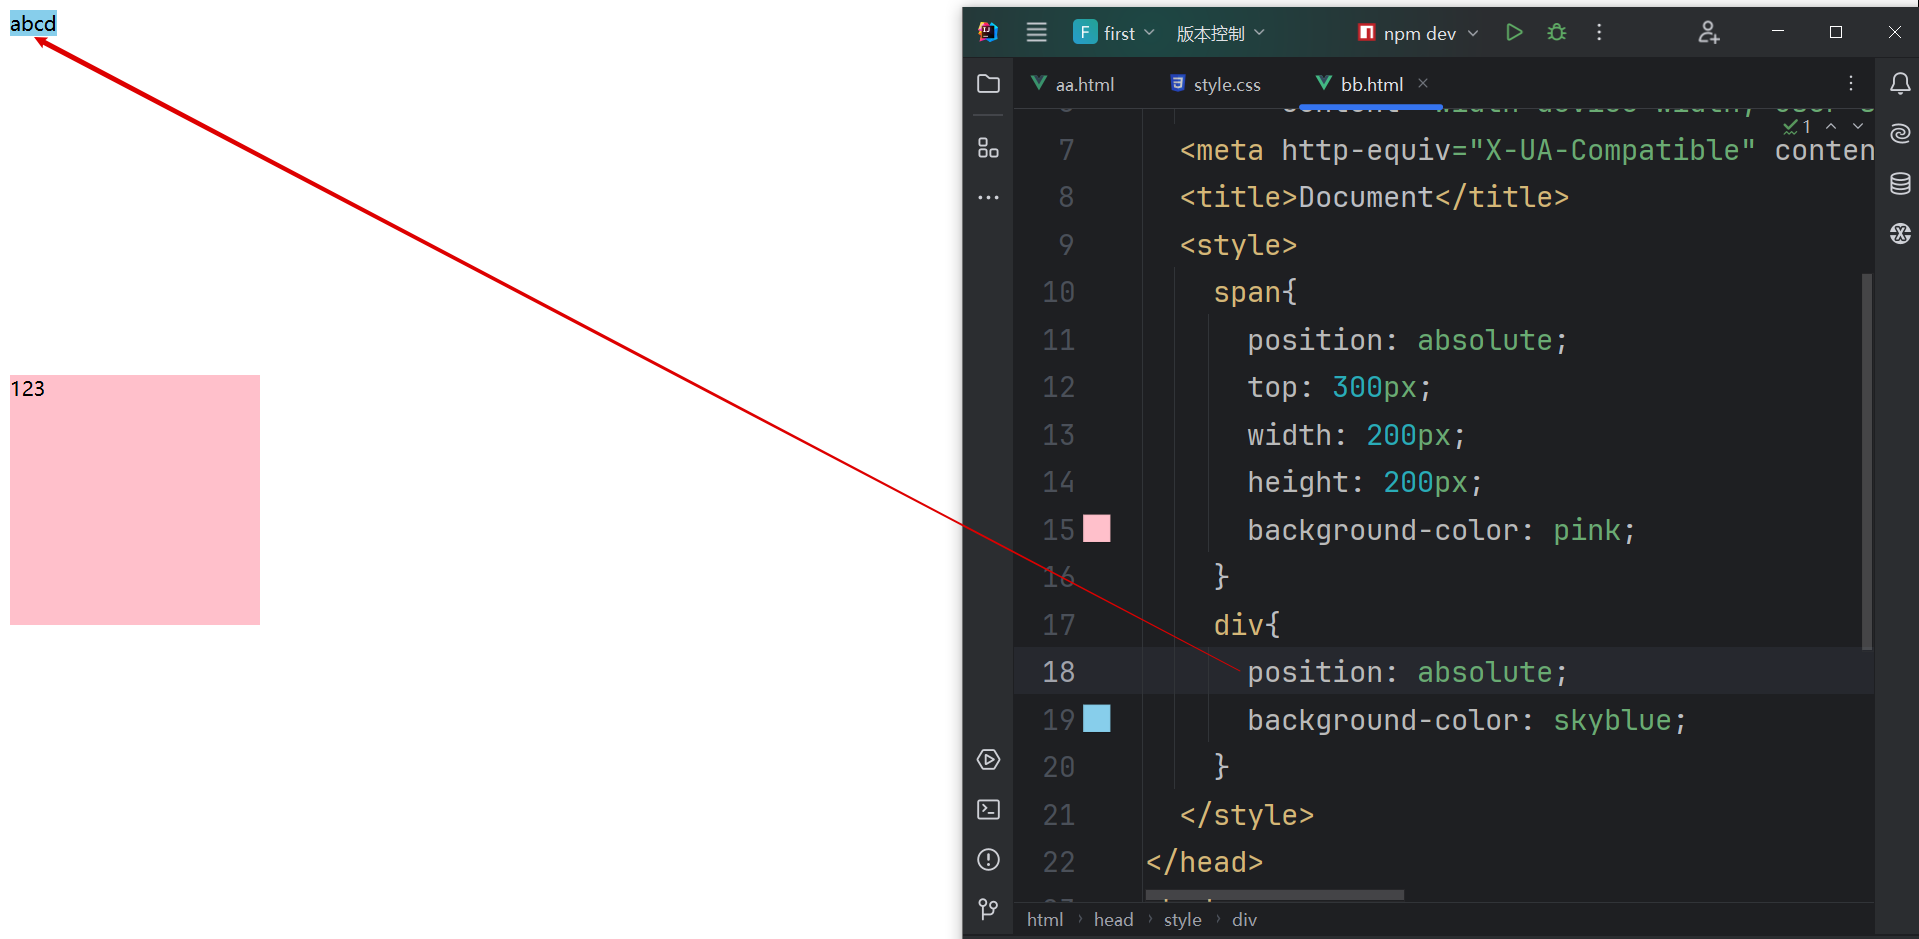 abcd
123
F first 版本控制 npm dev
aa.html style.css bb.html
1
7 <meta http-equiv="X-UA-Compatible" conten
8 <title>Document</title>
9 <style>
10 span{
11 position: absolute;
12 top: 300px;
13 width: 200px;
14 height: 200px;
15 background-color: pink;
16 }
17 div{
18 position: absolute;
19 background-color: skyblue;
20 }
21 </style>
22 </head>
html › head › style › div